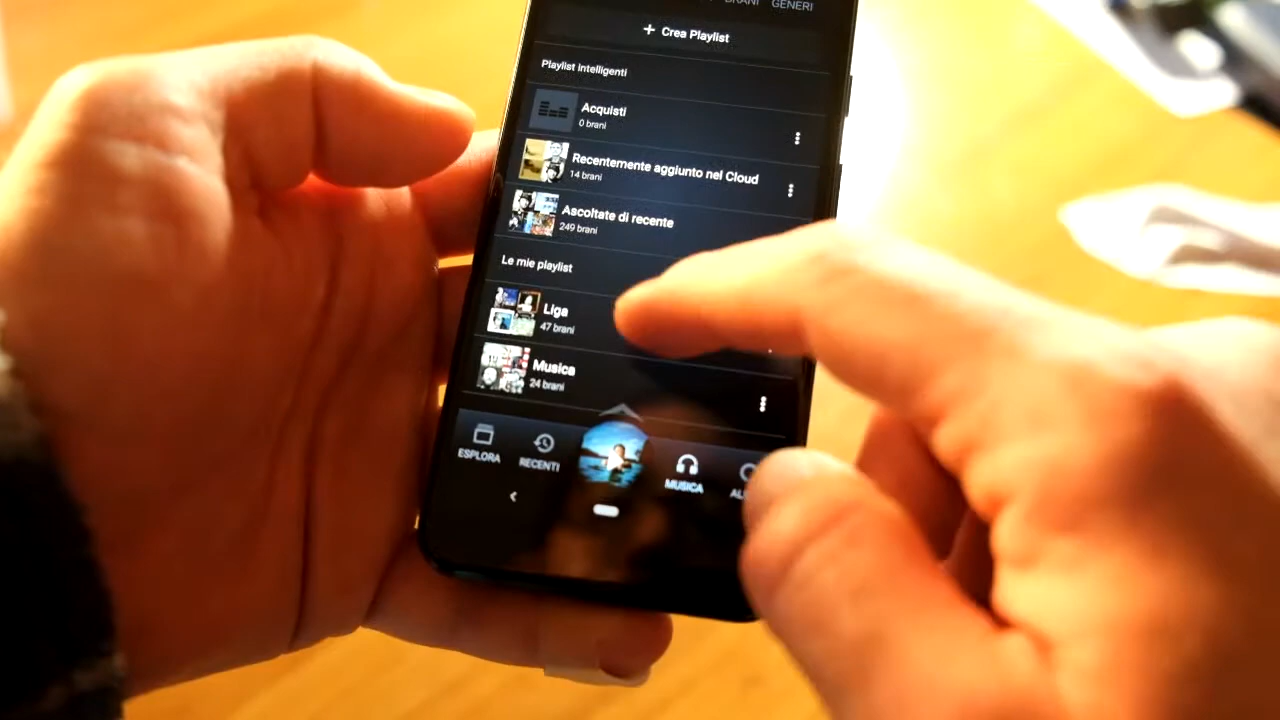 BRANI GENERI
+ Crea Playlist
Playlist intelligenti
Acquisti
0 brani
Recentemente aggiunto nel Cloud
14 brani
Ascoltate di recente
249 brani
Le mie playlist
Liga
47 brani
Musica
24 brani
ESPLORA RECENTI MUSICA